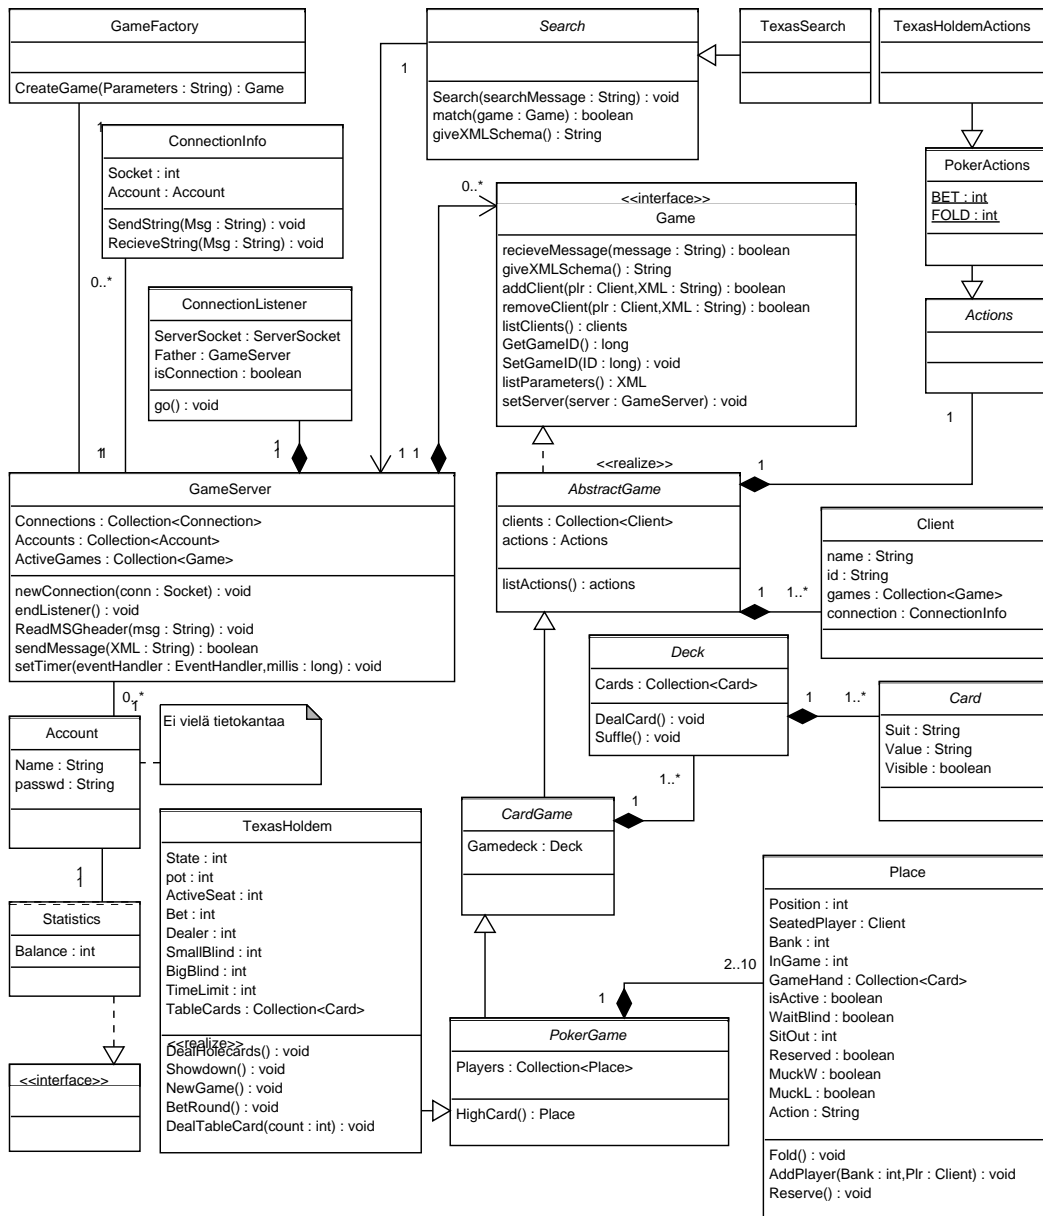 GameFactory
CreateGame(Parameters : String) : Game
Search
Search(searchMessage : String) : void
match(game : Game) : boolean
giveXMLSchema() : String
TexasSearch
TexasHoldemActions
1
1
ConnectionInfo
Socket : int
Account : Account
SendString(Msg : String) : void
RecieveString(Msg : String) : void
PokerActions
BET : int
FOLD : int
0..*
<<interface>>
Game
recieveMessage(message : String) : boolean
giveXMLSchema() : String
addClient(plr : Client,XML : String) : boolean
removeClient(plr : Client,XML : String) : boolean
listClients() : clients
GetGameID() : long
SetGameID(ID : long) : void
listParameters() : XML
setServer(server : GameServer) : void
0..*
ConnectionListener
ServerSocket : ServerSocket
Father : GameServer
isConnection : boolean
go() : void
Actions
1
1
1
1
1
1
1
1
<<realize>>
1
GameServer
Connections : Collection<Connection>
Accounts : Collection<Account>
ActiveGames : Collection<Game>
newConnection(conn : Socket) : void
endListener() : void
ReadMSGheader(msg : String) : void
sendMessage(XML : String) : boolean
setTimer(eventHandler : EventHandler,millis : long) : void
AbstractGame
clients : Collection<Client>
actions : Actions
listActions() : actions
1
1..*
Client
name : String
id : String
games : Collection<Game>
connection : ConnectionInfo
Deck
Cards : Collection<Card>
DealCard() : void
Suffle() : void
1
1..*
Card
Suit : String
Value : String
Visible : boolean
0..*
1
Account
Name : String
passwd : String
Ei vielä tietokantaa
1..*
1
CardGame
Gamedeck : Deck
TexasHoldem
State : int
pot : int
ActiveSeat : int
Bet : int
Dealer : int
SmallBlind : int
BigBlind : int
TimeLimit : int
TableCards : Collection<Card>
<<realize>>
DealHolecards() : void
Showdown() : void
NewGame() : void
BetRound() : void
DealTableCard(count : int) : void
1
1
Statistics
Balance : int
<<interface>>
2..10
1
PokerGame
Players : Collection<Place>
HighCard() : Place
Place
Position : int
SeatedPlayer : Client
Bank : int
InGame : int
GameHand : Collection<Card>
isActive : boolean
WaitBlind : boolean
SitOut : int
Reserved : boolean
MuckW : boolean
MuckL : boolean
Action : String
Fold() : void
AddPlayer(Bank : int,Plr : Client) : void
Reserve() : void